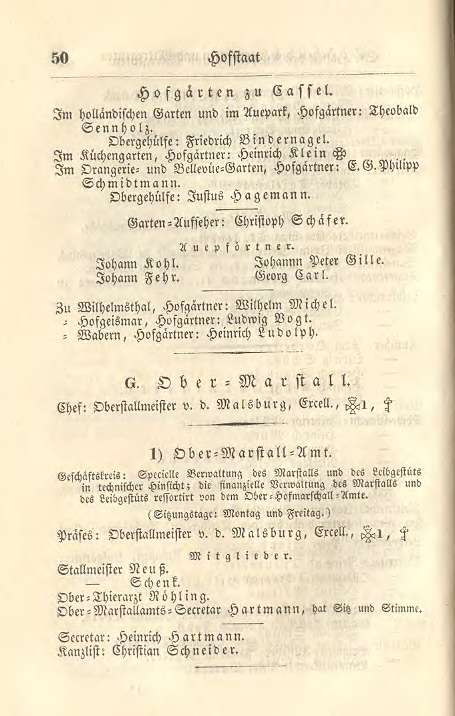 50 Hofstaat
Hofgärten zu Cassel.
Im holländischen Garten und im Auepark, Hofgärtner: Theobald
Sennholz.
Obergehülfe: Friedrich Bindernagel.
Im Küchengarten, Hofgärtner: Heinrich Klein
Im Orangerie- und Bellevüe-Garten, Hofgärtner: E. G. Philipp
Schmidtmann.
Obergehülfe: Justus Hagemann.
Garten-Aufseher: Christoph Schäfer.
Auepförtner.
Johann Kohl. Johannn Peter Gille.
Johann Fehr. Georg Carl.
Zu Wilhelmsthal, Hofgärtner: Wilhelm Michel.
- Hofgeismar, Hofgärtner: Ludwig Vogt.
- Wabern, Hofgärtner: Heinrich Ludolph.
G. Ober-Marstall.
Chef: Oberstallmeister v. d. Malsburg, Excell., 1,
1) Ober-Marstall-Amt.
Geschäftskreis: Specielle Verwaltung des Marstalls und des Leibgestüts
in technischer Hinsicht; die finanzielle Verwaltung des Marstalls und
des Leibgestüts ressortirt von dem Ober-Hofmarschall-Amte.
(Sitzungstage: Montag und Freitag.)
Präses: Oberstallmeister v. d. Malsburg, Excell., 1,
Mitglieder.
Stallmeister Neuß.
— Schenk.
Ober-Thierarzt Röhling.
Ober-Marstallamts-Secretar Hartmann, hat Sitz und Stimme.
Secretar: Heinrich Hartmann.
Kanzlist: Christian Schneider.